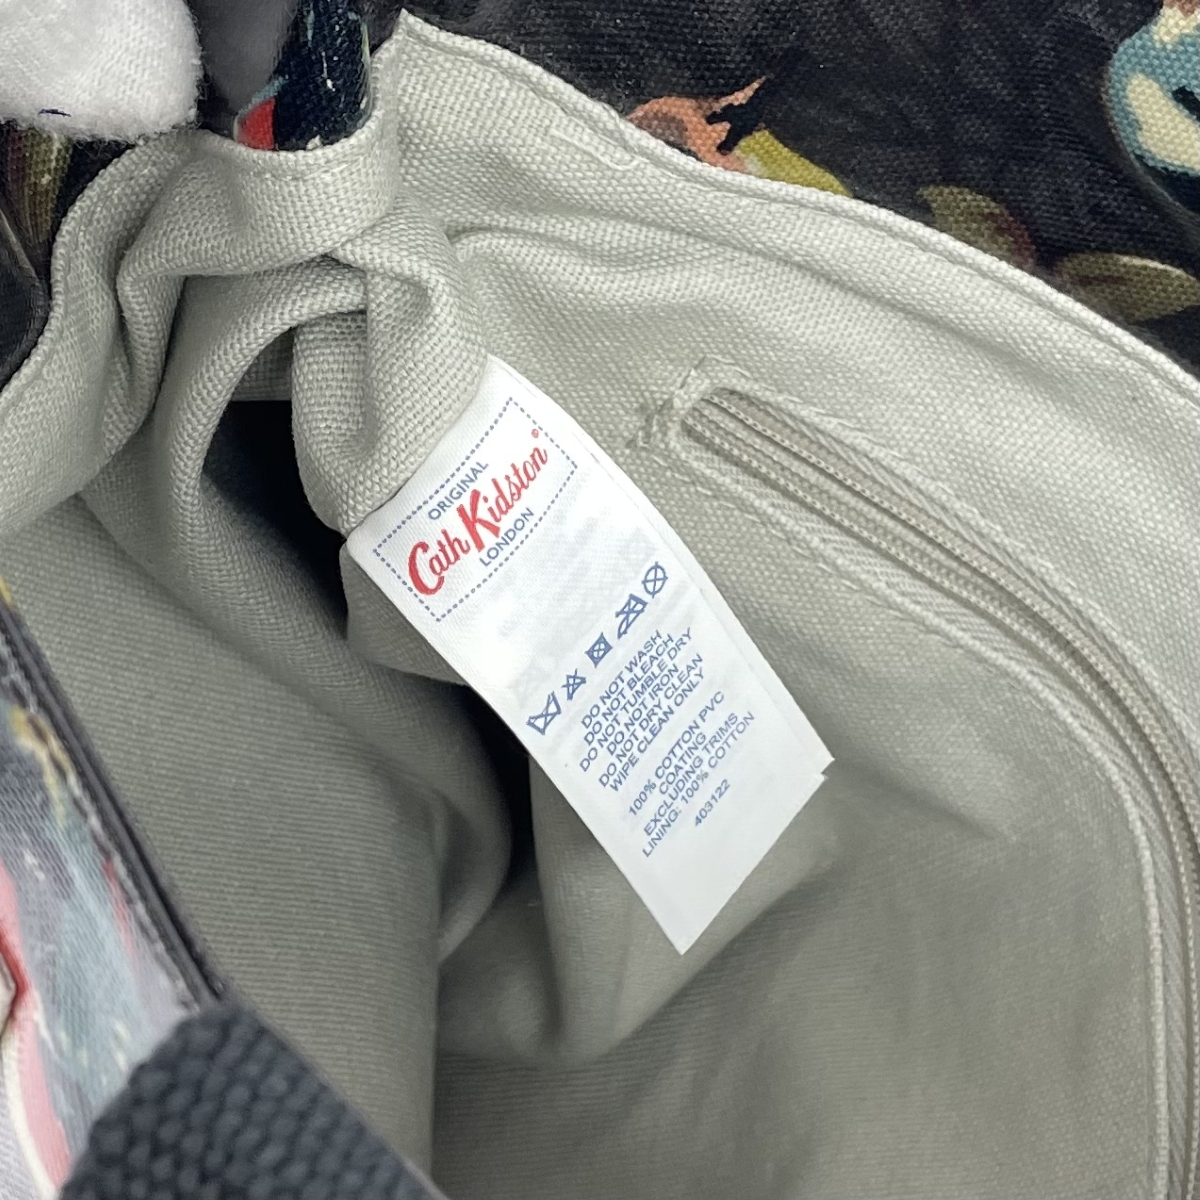 ORIGINAL
Cath Kidston®
LONDON
DO NOT WASH
DO NOT BLEACH
DO NOT TUMBLE DRY
DO NOT IRON
DO NOT DRY CLEAN
WIPE CLEAN ONLY
100% COTTON PVC
COATING
EXCLUDING TRIMS
LINING: 100% COTTON
403122